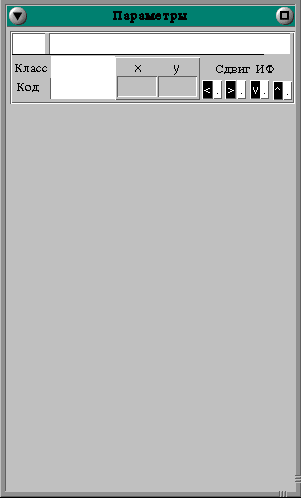 Параметры
Класс x y Сдвиг ИФ
Код < . > . v . ^ .